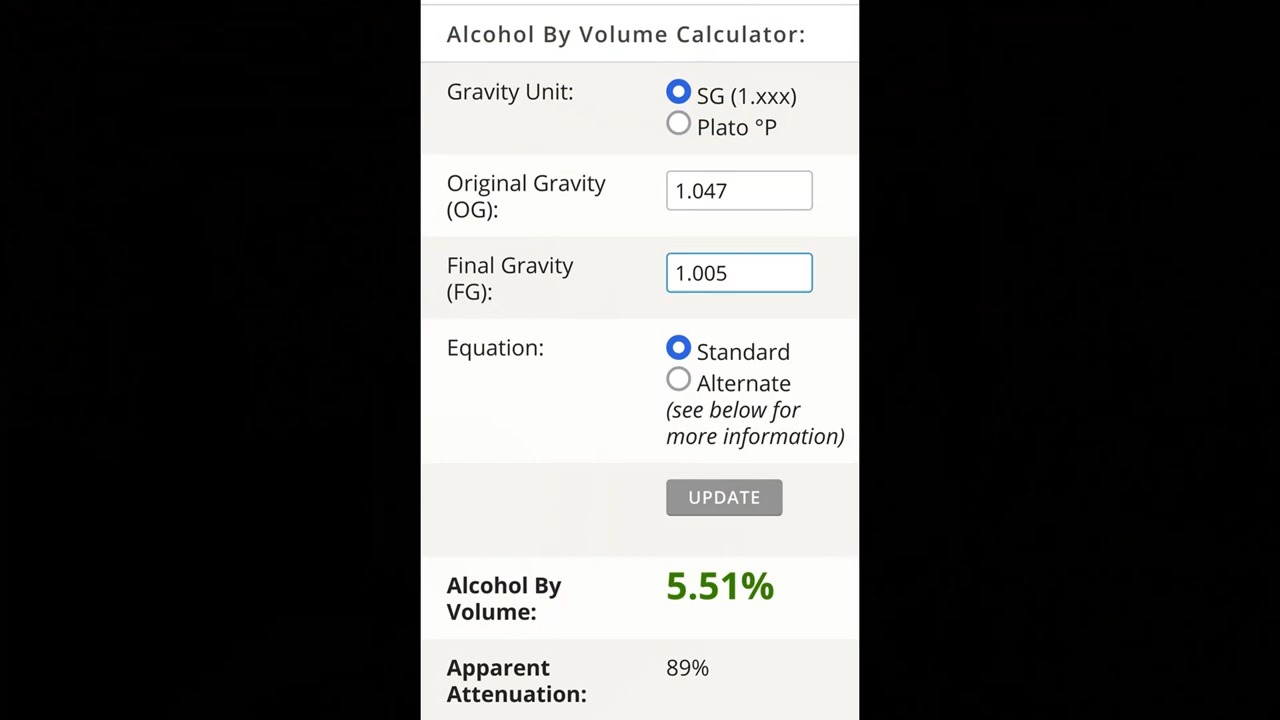 Alcohol By Volume Calculator:
Gravity Unit:
SG (1.xxx)
Plato °P
Original Gravity
(OG):
1.047
Final Gravity
(FG):
1.005
Equation:
Standard
Alternate
(see below for
more information)
UPDATE
Alcohol By
Volume:
5.51%
Apparent
Attenuation:
89%